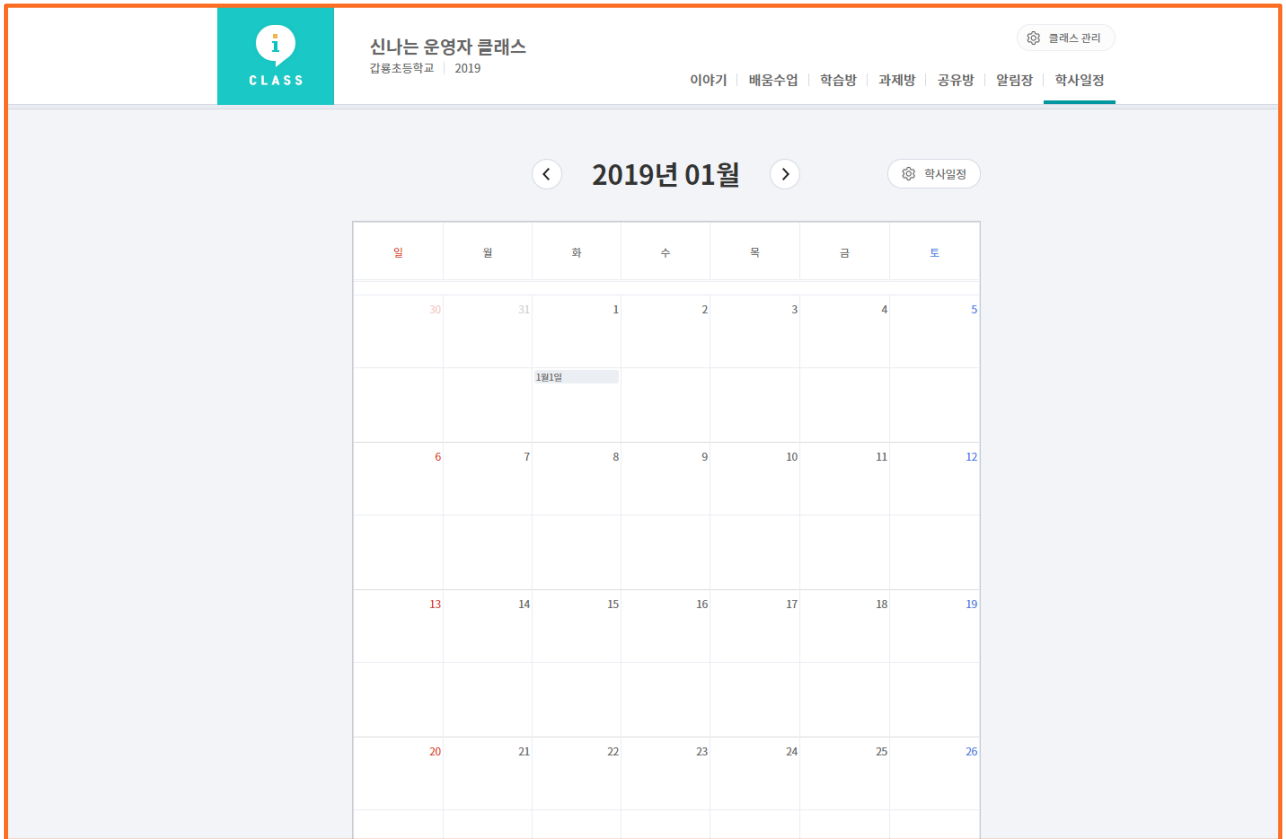 i
CLASS
신나는 운영자 클래스
갑룡초등학교 2019
클래스 관리
이야기 배움수업 학습방 과제방 공유방 알림장 학사일정
2019년 01월
학사일정
일 월 화 수 목 금 토
30 31 1 2 3 4 5
1월1일
6 7 8 9 10 11 12
13 14 15 16 17 18 19
20 21 22 23 24 25 26